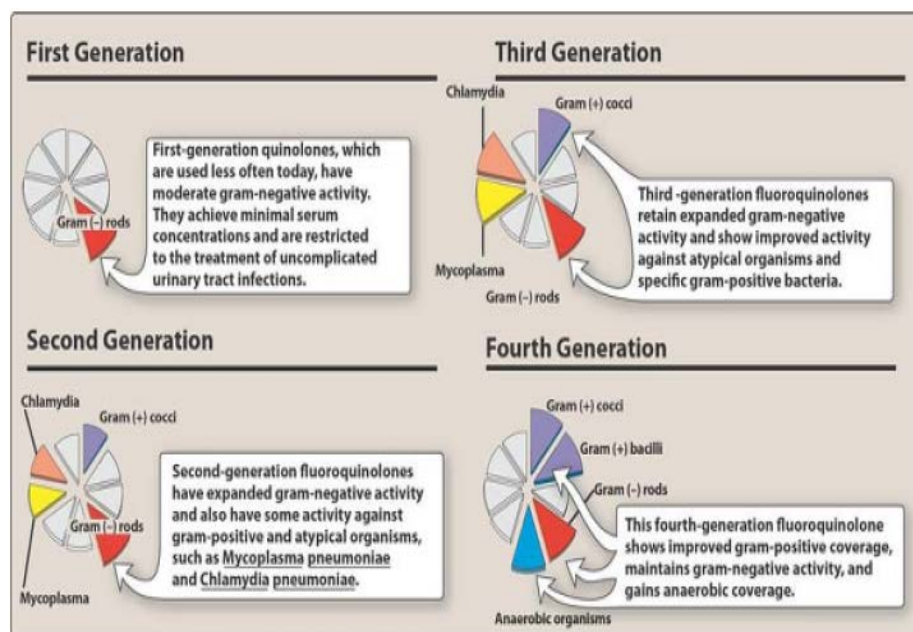 First Generation
Gram (–) rods
First-generation quinolones, which
are used less often today, have
moderate gram-negative activity.
They achieve minimal serum
concentrations and are restricted
to the treatment of uncomplicated
urinary tract infections.
Second Generation
Chlamydia
Gram (+) cocci
Gram (–) rods
Mycoplasma
Second-generation fluoroquinolones
have expanded gram-negative activity
and also have some activity against
gram-positive and atypical organisms,
such as Mycoplasma pneumoniae
and Chlamydia pneumoniae.
Third Generation
Chlamydia
Gram (+) cocci
Mycoplasma
Gram (–) rods
Third -generation fluoroquinolones
retain expanded gram-negative
activity and show improved activity
against atypical organisms and
specific gram-positive bacteria.
Fourth Generation
Gram (+) cocci
Gram (+) bacilli
Gram (–) rods
Anaerobic organisms
This fourth-generation fluoroquinolone
shows improved gram-positive coverage,
maintains gram-negative activity, and
gains anaerobic coverage.